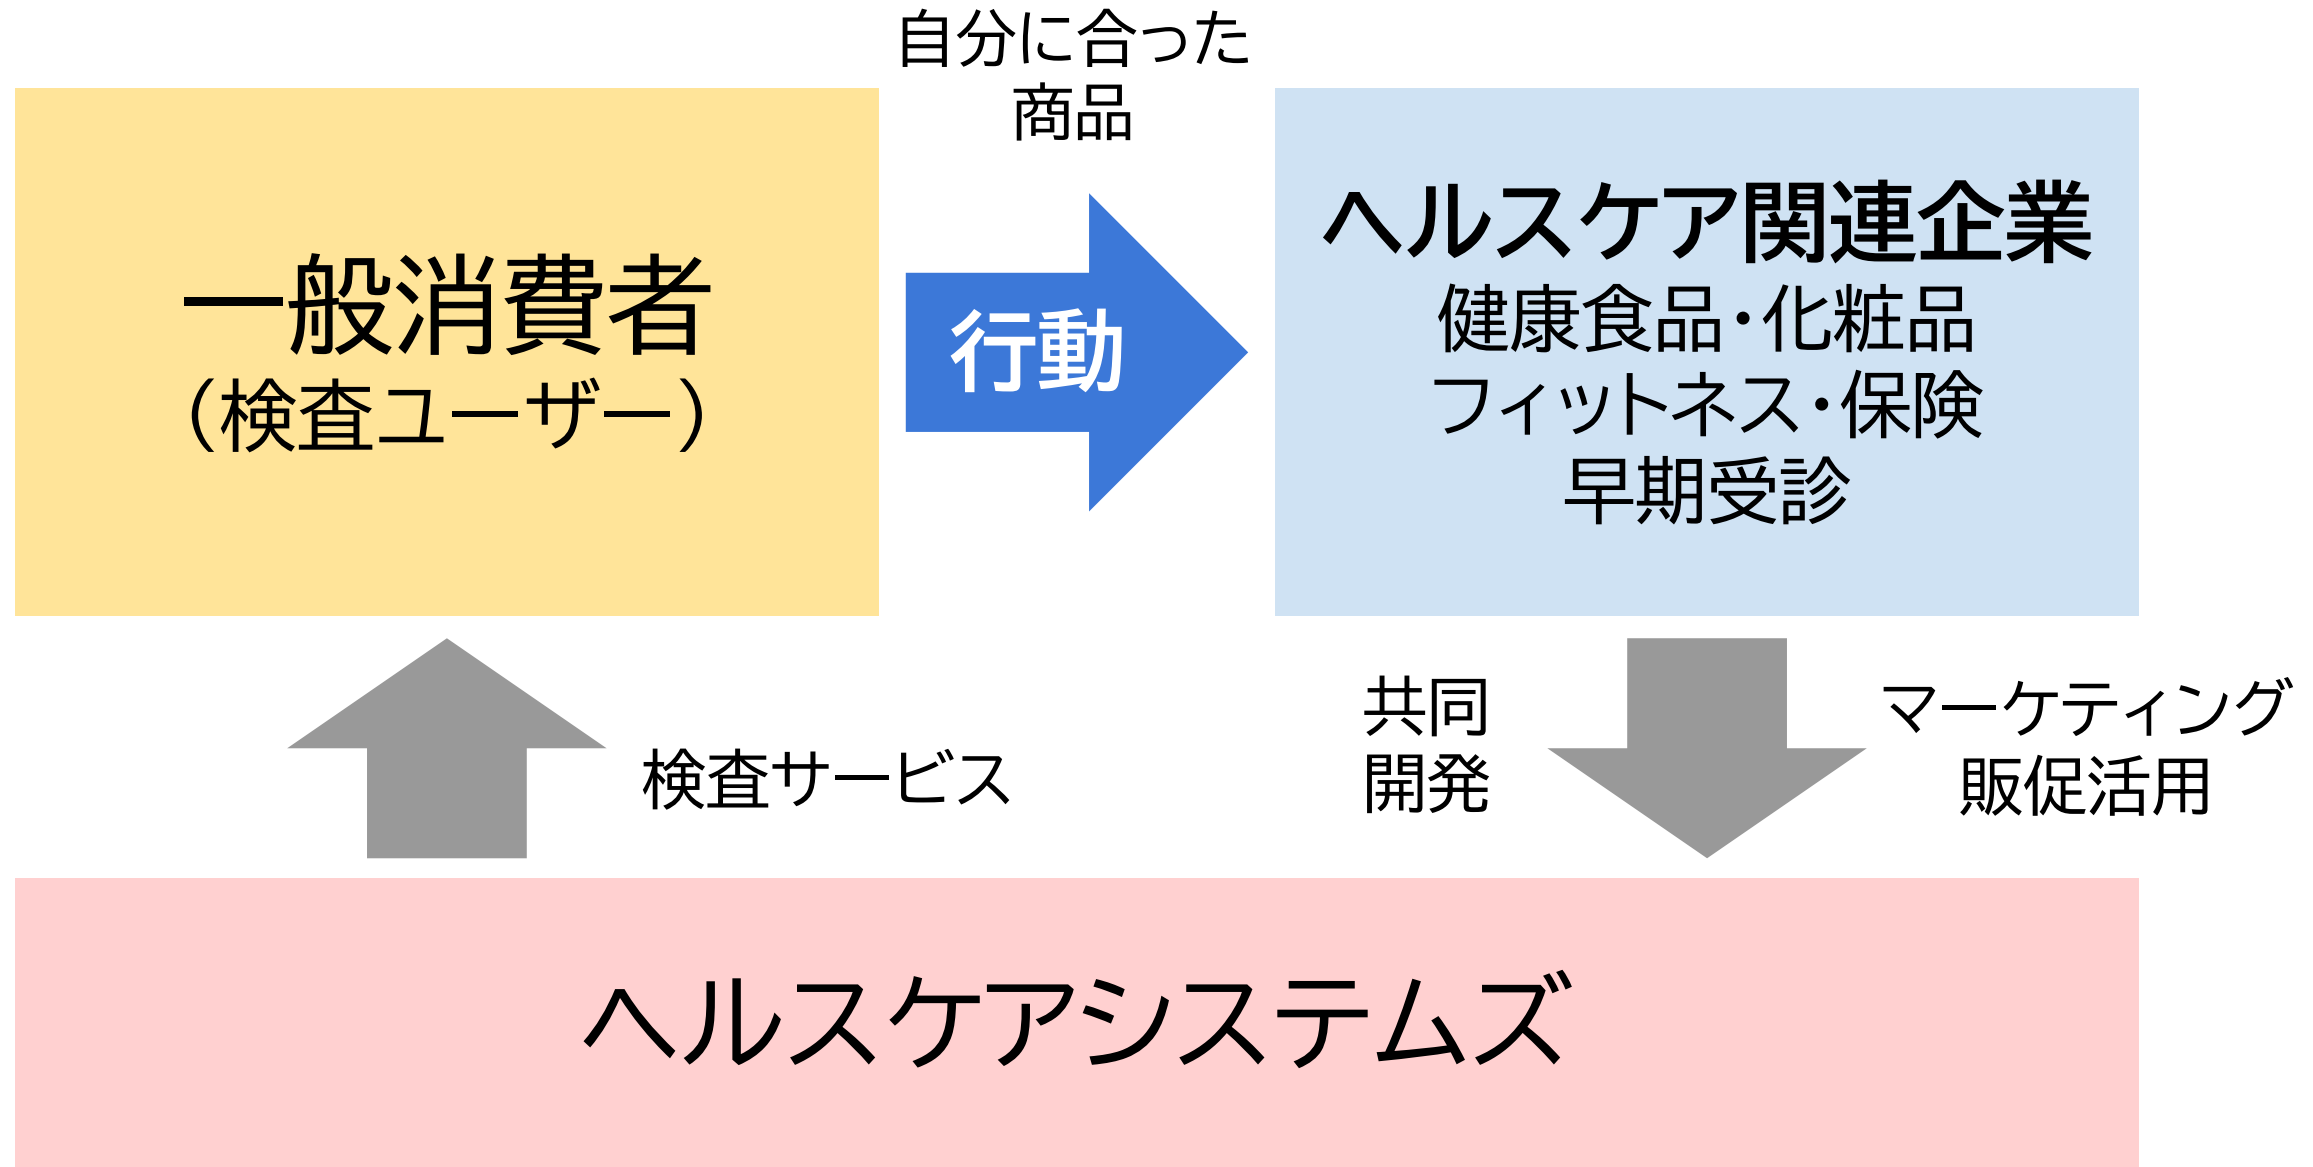 自分に合った
商品
一般消費者
（検査ユーザー）
行動
ヘルスケア関連企業
健康食品・化粧品
フィットネス・保険
早期受診
検査サービス
共同
開発
マーケティング
販促活用
ヘルスケアシステムズ